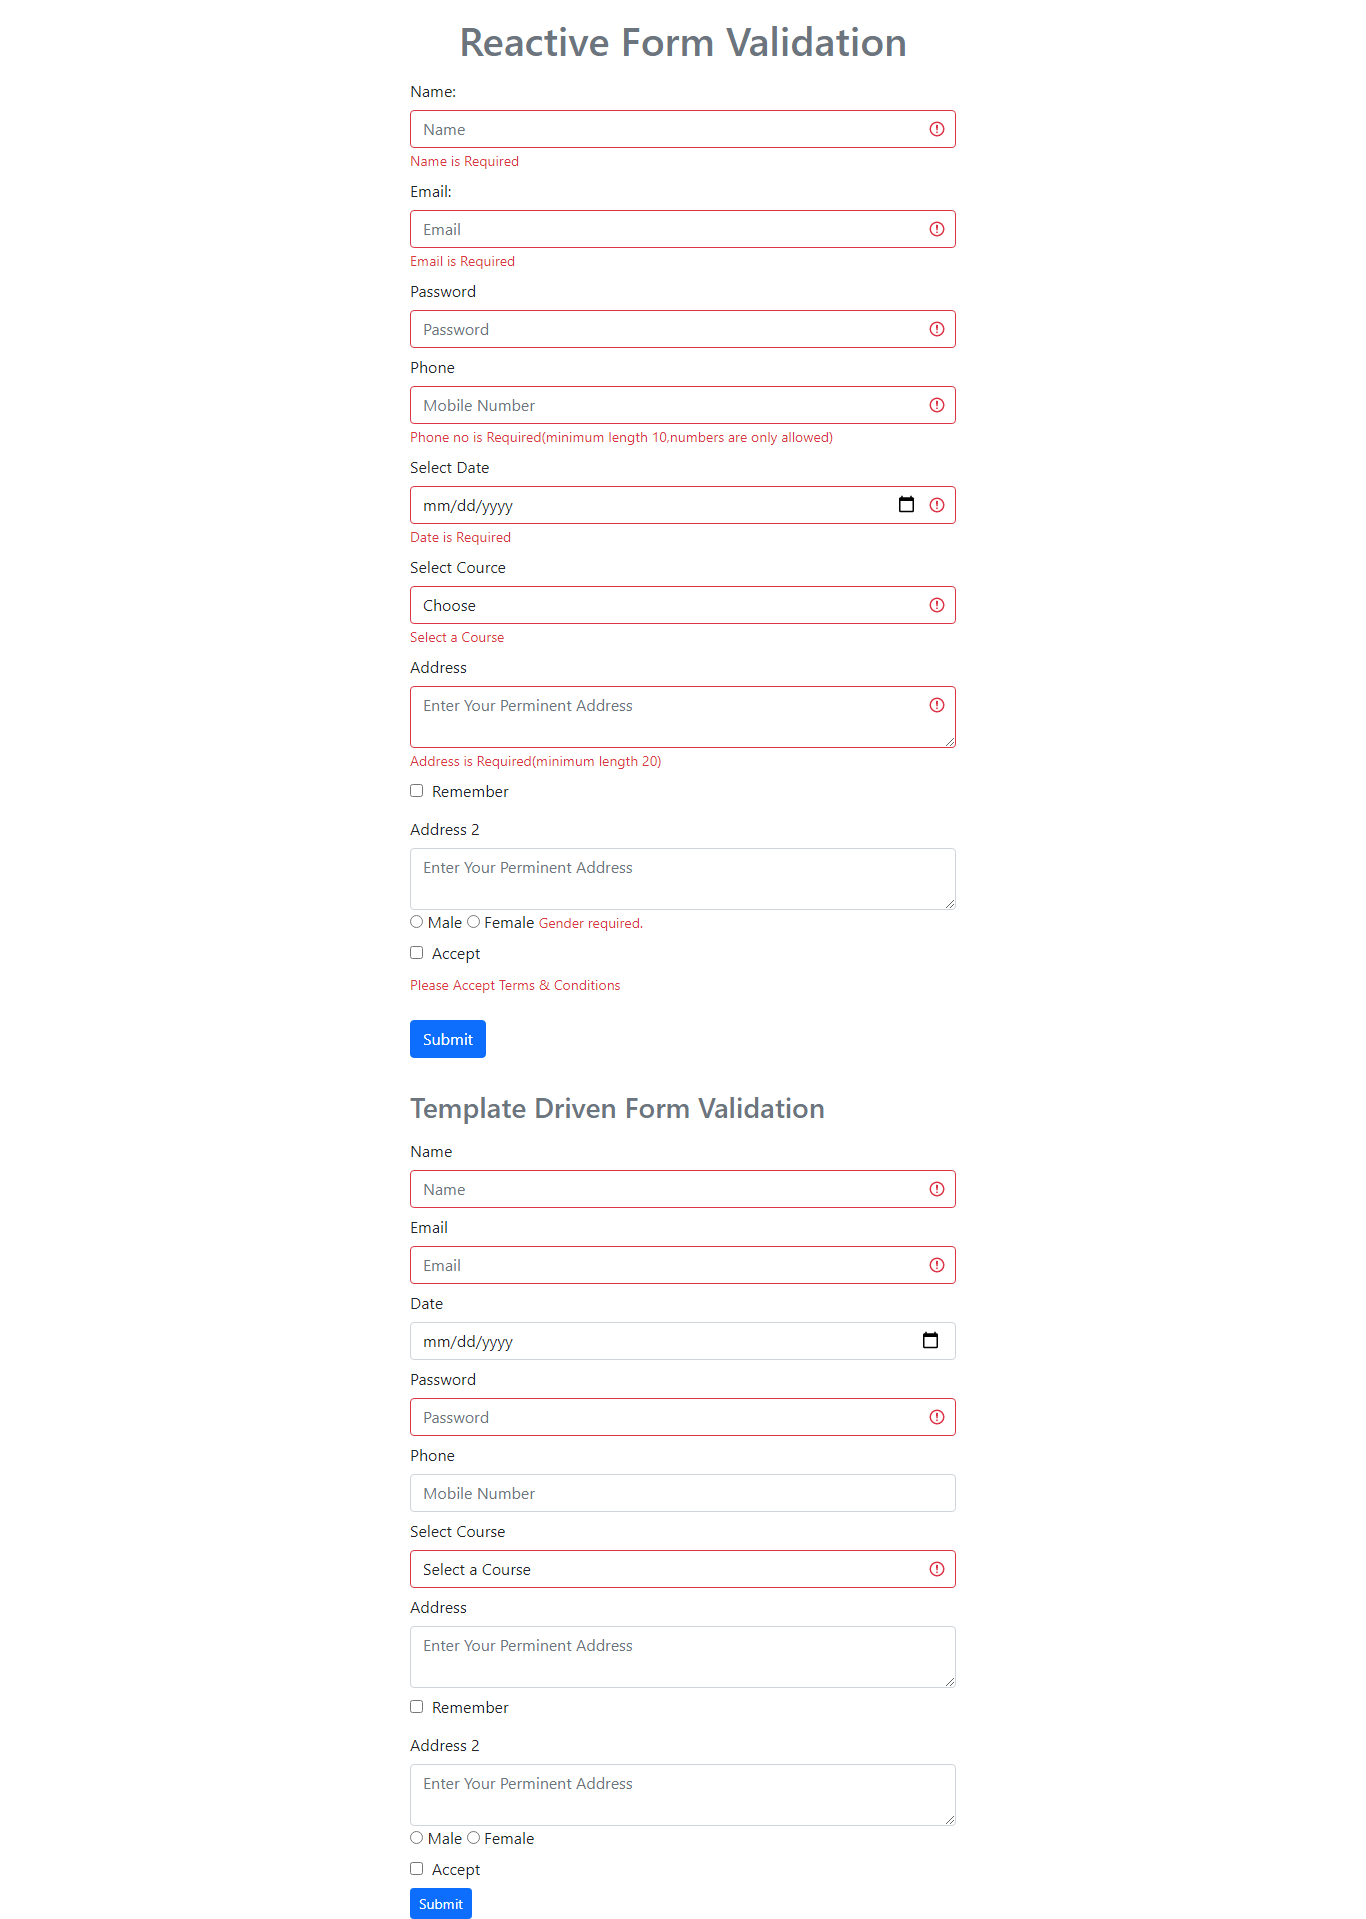 Reactive Form Validation
Name:
Name
Name is Required
Email:
Email
Email is Required
Password
Password
Phone
Mobile Number
Phone no is Required(minimum length 10,numbers are only allowed)
Select Date
mm/dd/yyyy
Date is Required
Select Cource
Choose
Select a Course
Address
Enter Your Perminent Address
Address is Required(minimum length 20)
Remember
Address 2
Enter Your Perminent Address
Male Female Gender required.
Accept
Please Accept Terms & Conditions
Submit
Template Driven Form Validation
Name
Name
Email
Email
Date
mm/dd/yyyy
Password
Password
Phone
Mobile Number
Select Course
Select a Course
Address
Enter Your Perminent Address
Remember
Address 2
Enter Your Perminent Address
Male Female
Accept
Submit